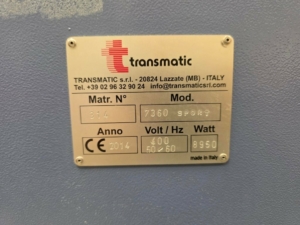 transmatic
TRANSMATIC s.r.l. - 20824 Lazzate (MB) - ITALY
Tel. +39 02 96 32 90 24 - info@transmaticsrl.com
Matr. N° Mod.
7360
Anno Volt / Hz Watt
CE 2014 400
50/60
made in Italy